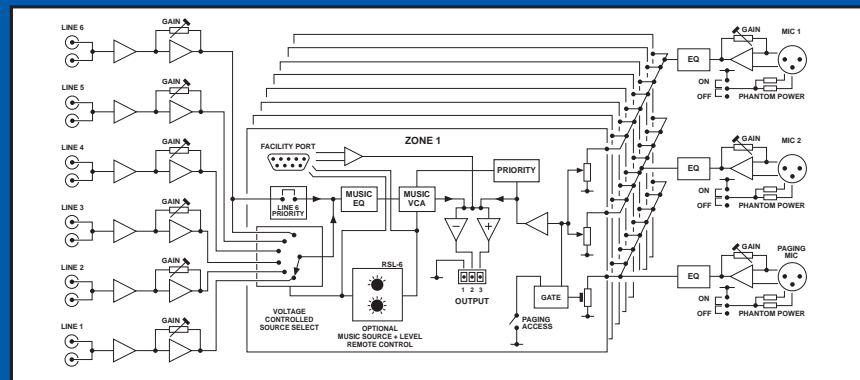 LINE 6
GAIN
LINE 5
GAIN
LINE 4
GAIN
LINE 3
GAIN
LINE 2
GAIN
LINE 1
GAIN
ZONE 1
FACILITY PORT
LINE 6
PRIORITY
MUSIC
EQ
MUSIC
VCA
PRIORITY
RSL-6
VOLTAGE
CONTROLLED
SOURCE SELECT
OPTIONAL
MUSIC SOURCE + LEVEL
REMOTE CONTROL
− +
1 2 3
OUTPUT
GATE
PAGING
ACCESS
EQ
GAIN
MIC 1
ON
OFF
PHANTOM POWER
EQ
GAIN
MIC 2
ON
OFF
PHANTOM POWER
EQ
GAIN
PAGING
MIC
ON
OFF
PHANTOM POWER